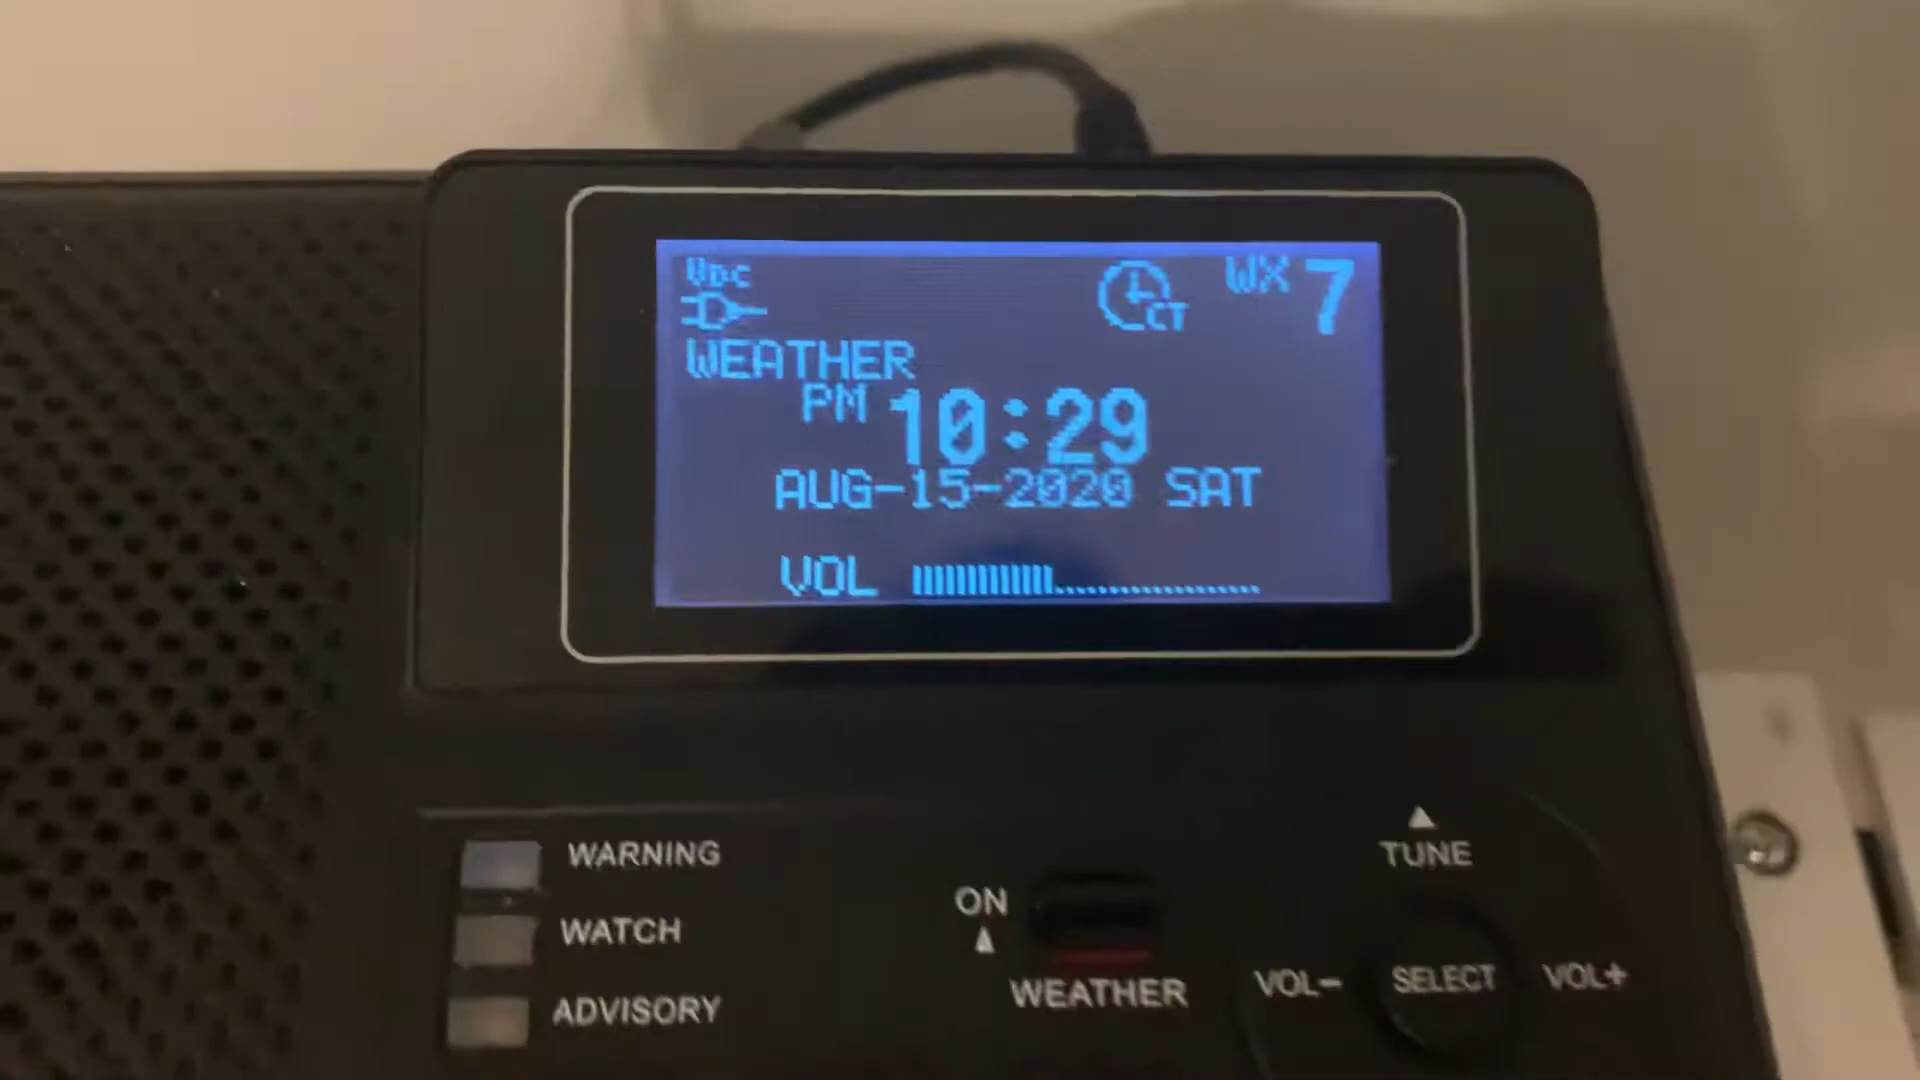 VDC
CT
WX 7
WEATHER
PM 10:29
AUG-15-2020 SAT
VOL
WARNING
WATCH
ADVISORY
ON
WEATHER
TUNE
VOL-
SELECT
VOL+